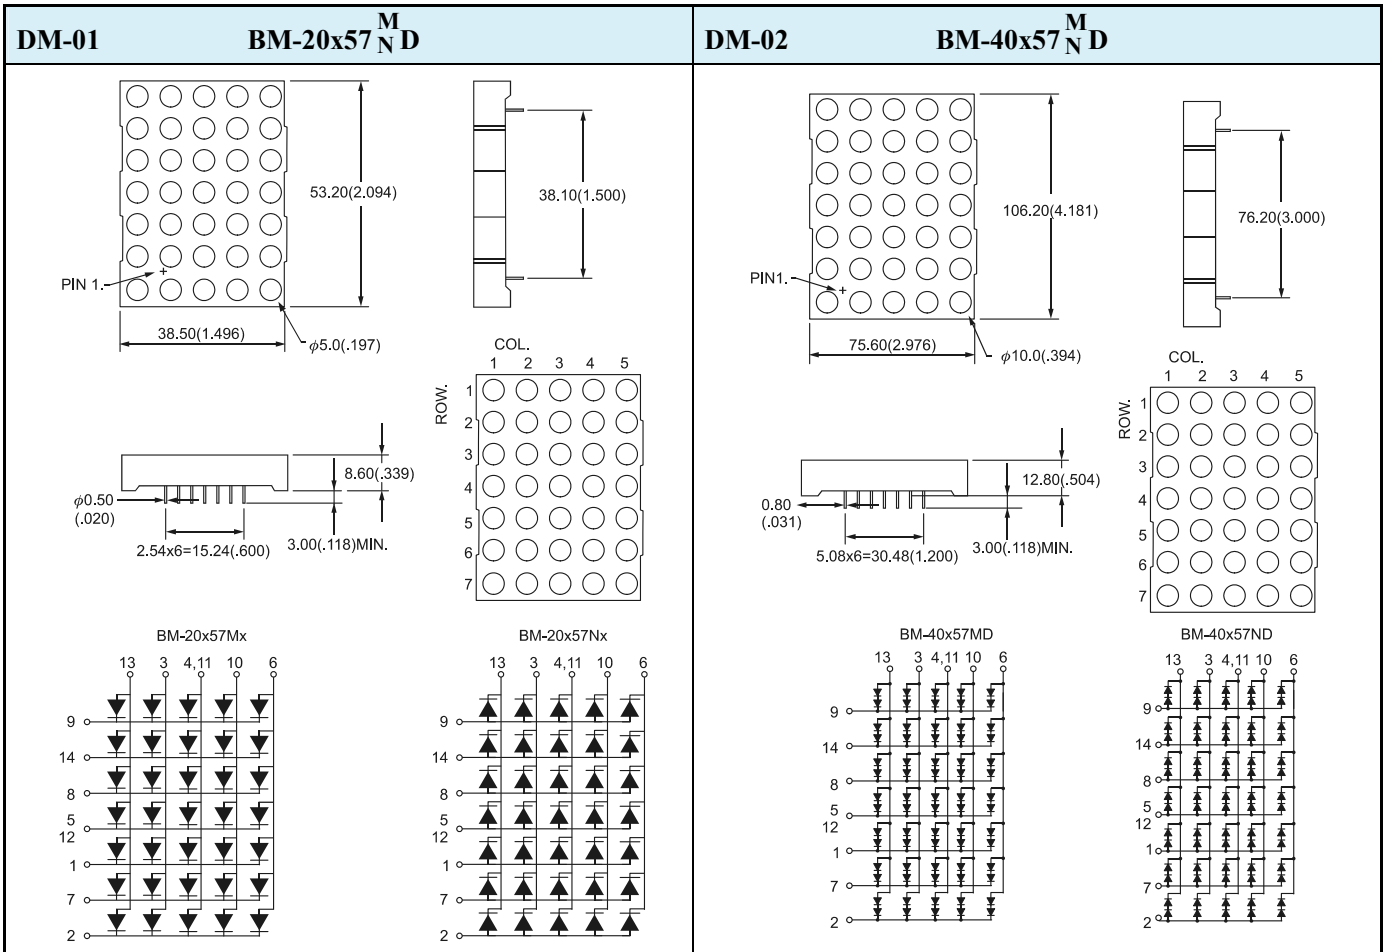 DM-01 BM-20x57 M/N D
DM-02 BM-40x57 M/N D
53.20(2.094)
38.10(1.500)
PIN 1.
38.50(1.496)
φ5.0(.197)
COL.
1 2 3 4 5
ROW.
1
2
3
4
5
6
7
8.60(.339)
φ0.50
(.020)
2.54x6=15.24(.600)
3.00(.118)MIN.
BM-20x57Mx
13 3 4,11 10 6
9
14
8
5
12
1
7
2
BM-20x57Nx
13 3 4,11 10 6
9
14
8
5
12
1
7
2
106.20(4.181)
76.20(3.000)
PIN1.
75.60(2.976)
φ10.0(.394)
COL.
1 2 3 4 5
ROW.
1
2
3
4
5
6
7
12.80(.504)
0.80
(.031)
5.08x6=30.48(1.200)
3.00(.118)MIN.
BM-40x57MD
13 3 4,11 10 6
9
14
8
5
12
1
7
2
BM-40x57ND
13 3 4,11 10 6
9
14
8
5
12
1
7
2